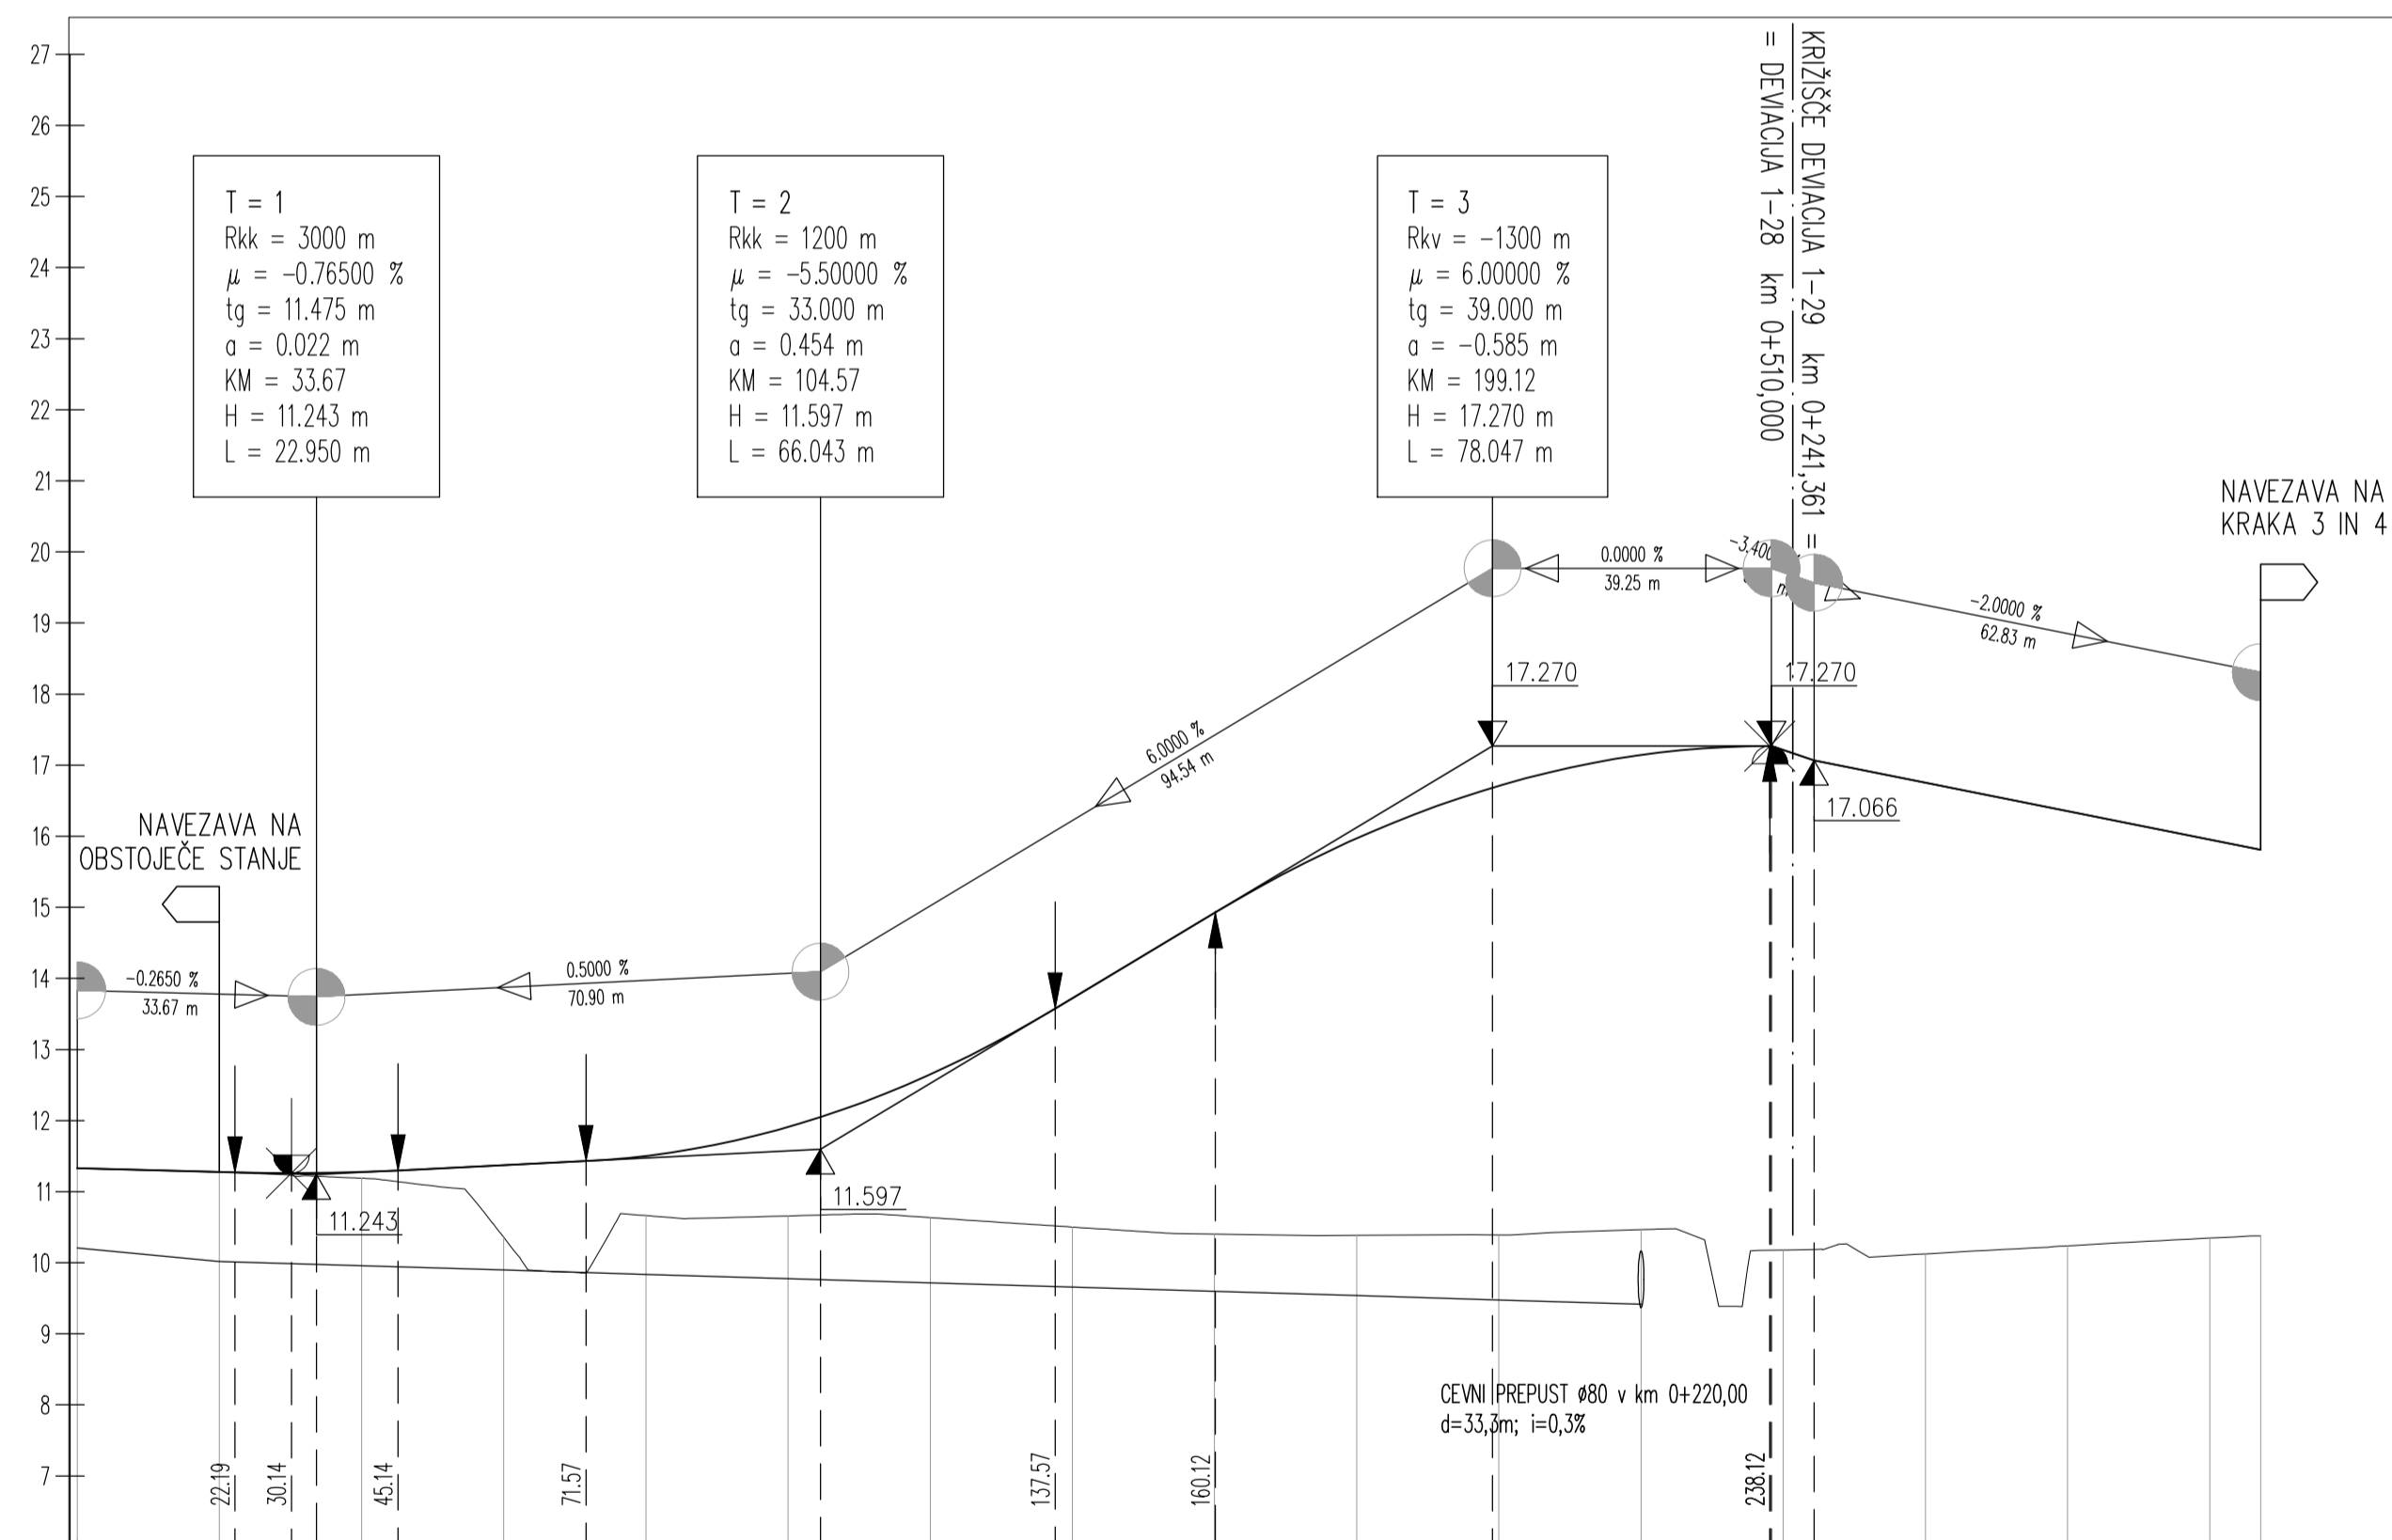 27
26
25
24
23
22
21
20
19
18
17
16
15
14
13
12
11
10
9
8
7
T = 1
Rkk = 3000 m
μ = -0.76500 %
tg = 11.475 m
a = 0.022 m
KM = 33.67
H = 11.243 m
L = 22.950 m
T = 2
Rkk = 1200 m
μ = -5.50000 %
tg = 33.000 m
a = 0.454 m
KM = 104.57
H = 11.597 m
L = 66.043 m
T = 3
Rkv = -1300 m
μ = 6.00000 %
tg = 39.000 m
a = -0.585 m
KM = 199.12
H = 17.270 m
L = 78.047 m
KRIŽIŠČE DEVIACIJA 1-29 km 0+241,361 =
= DEVIACIJA 1-28 km 0+510,000
NAVEZAVA NA
KRAKA 3 IN 4
0.0000 %
39.25 m
-3.400
-2.0000 %
62.83 m
17.270
17.270
17.066
6.0000 %
94.54 m
NAVEZAVA NA
OBSTOJEČE STANJE
-0.2650 %
33.67 m
0.5000 %
70.90 m
11.243
11.597
CEVNI PREPUST ø80 v km 0+220,00
d=33,3m; i=0,3%
22.19
30.14
45.14
71.57
137.57
160.12
238.12